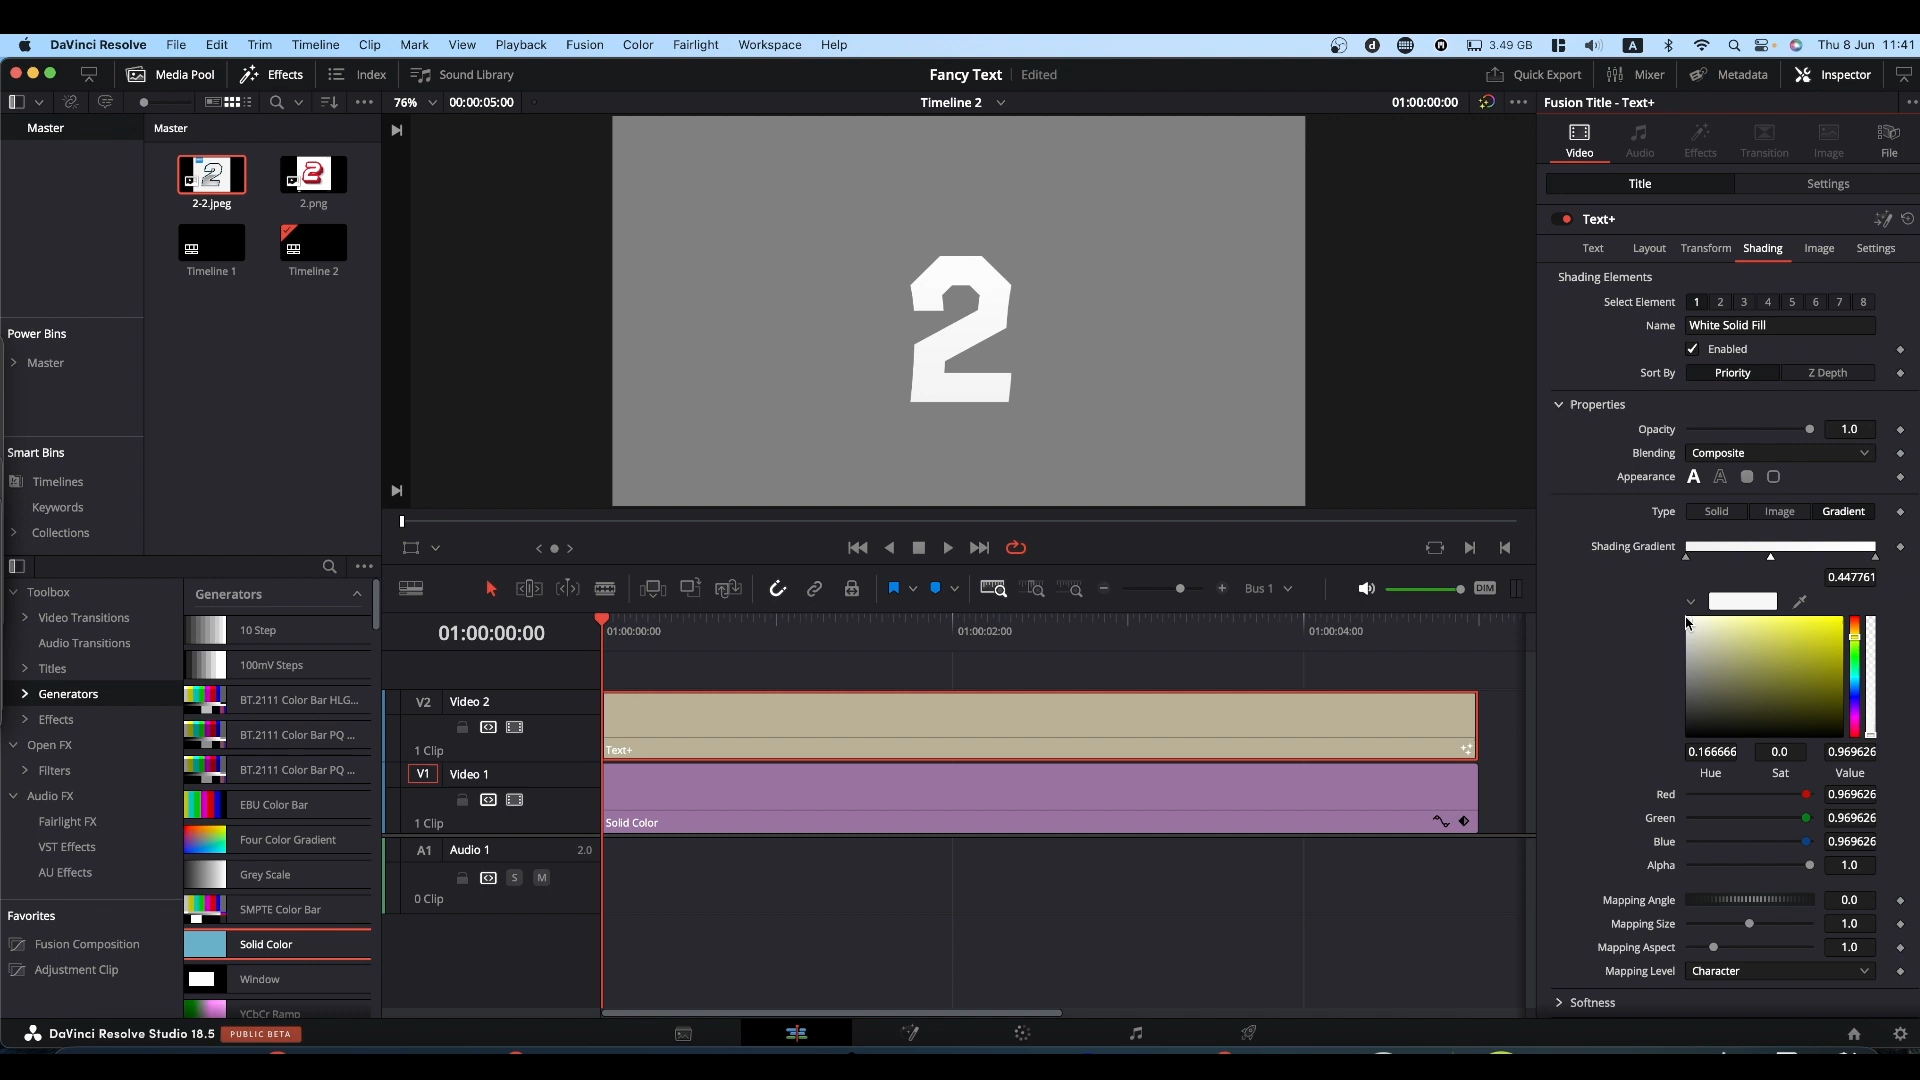 DaVinci Resolve File Edit Trim Timeline Clip Mark View Playback Fusion Color Fairlight Workspace Help 3.49 GB A Thu 8 Jun 11:41
Media Pool Effects Index Sound Library Fancy Text Edited Quick Export Mixer Metadata Inspector
76% 00:00:05:00 Timeline 2 01:00:00:00 Fusion Title - Text+
Master Master
Video Audio Effects Transition Image File
2-2.jpeg 2.png
Timeline 1 Timeline 2
Power Bins
Master
Smart Bins
Timelines
Keywords
Collections
2
Title Settings
Text+
Text Layout Transform Shading Image Settings
Shading Elements
Select Element 1 2 3 4 5 6 7 8
Name White Solid Fill
Enabled
Sort By Priority Z Depth
Properties
Opacity 1.0
Blending Composite
Appearance A A
Type Solid Image Gradient
Shading Gradient
0.447761
0.166666 0.0 0.969626
Hue Sat Value
Red 0.969626
Green 0.969626
Blue 0.969626
Alpha 1.0
Mapping Angle 0.0
Mapping Size 1.0
Mapping Aspect 1.0
Mapping Level Character
Softness
Toolbox
Video Transitions
Audio Transitions
Titles
Generators
Effects
Open FX
Filters
Audio FX
Fairlight FX
VST Effects
AU Effects
Favorites
Fusion Composition
Adjustment Clip
Generators
10 Step
100mV Steps
BT.2111 Color Bar HLG...
BT.2111 Color Bar PQ ...
BT.2111 Color Bar PQ ...
EBU Color Bar
Four Color Gradient
Grey Scale
SMPTE Color Bar
Solid Color
Window
YCbCr Ramp
Bus 1 DIM
01:00:00:00 01:00:00:00 01:00:02:00 01:00:04:00
V2 Video 2
1 Clip Text+
V1 Video 1
1 Clip Solid Color
A1 Audio 1 2.0
S M
0 Clip
DaVinci Resolve Studio 18.5 PUBLIC BETA